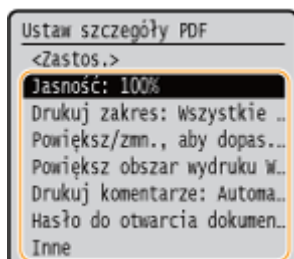 Ustaw szczegóły PDF
<Zastos.>
Jasność: 100%
Drukuj zakres: Wszystkie ..
Powiększ/zmn., aby dopas...
Powiększ obszar wydruku W...
Drukuj komentarze: Automa...
Hasło do otwarcia dokumen...
Inne